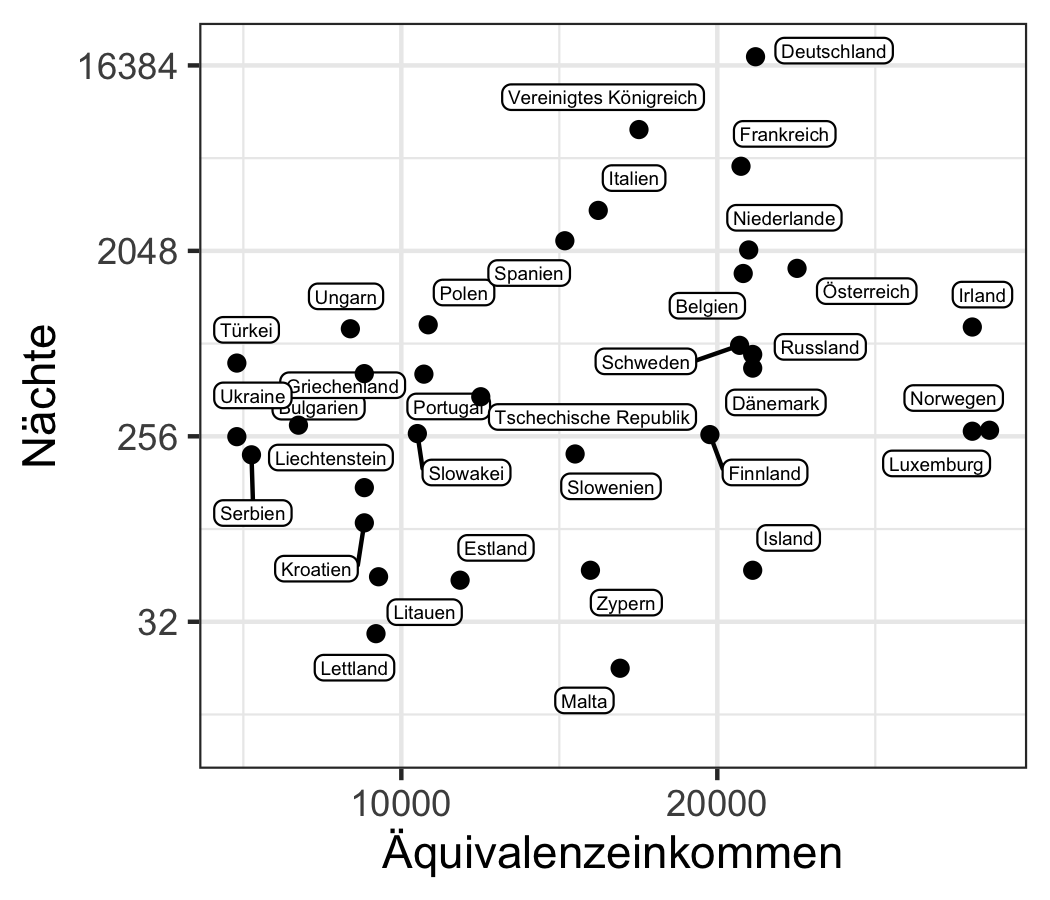 16384
Deutschland
Vereinigtes Königreich
Frankreich
Italien
Niederlande
2048
Spanien
Polen
Österreich
Ungarn
Irland
Belgien
Türkei
Russland
Schweden
Griechenland
Ukraine
Norwegen
Bulgarien
Portugal
Dänemark
Tschechische Republik
256
Liechtenstein
Luxemburg
Slowakei
Finnland
Slowenien
Serbien
Island
Estland
Kroatien
Zypern
Litauen
32
Lettland
Malta
Nächte
10000 20000
Äquivalenzeinkommen